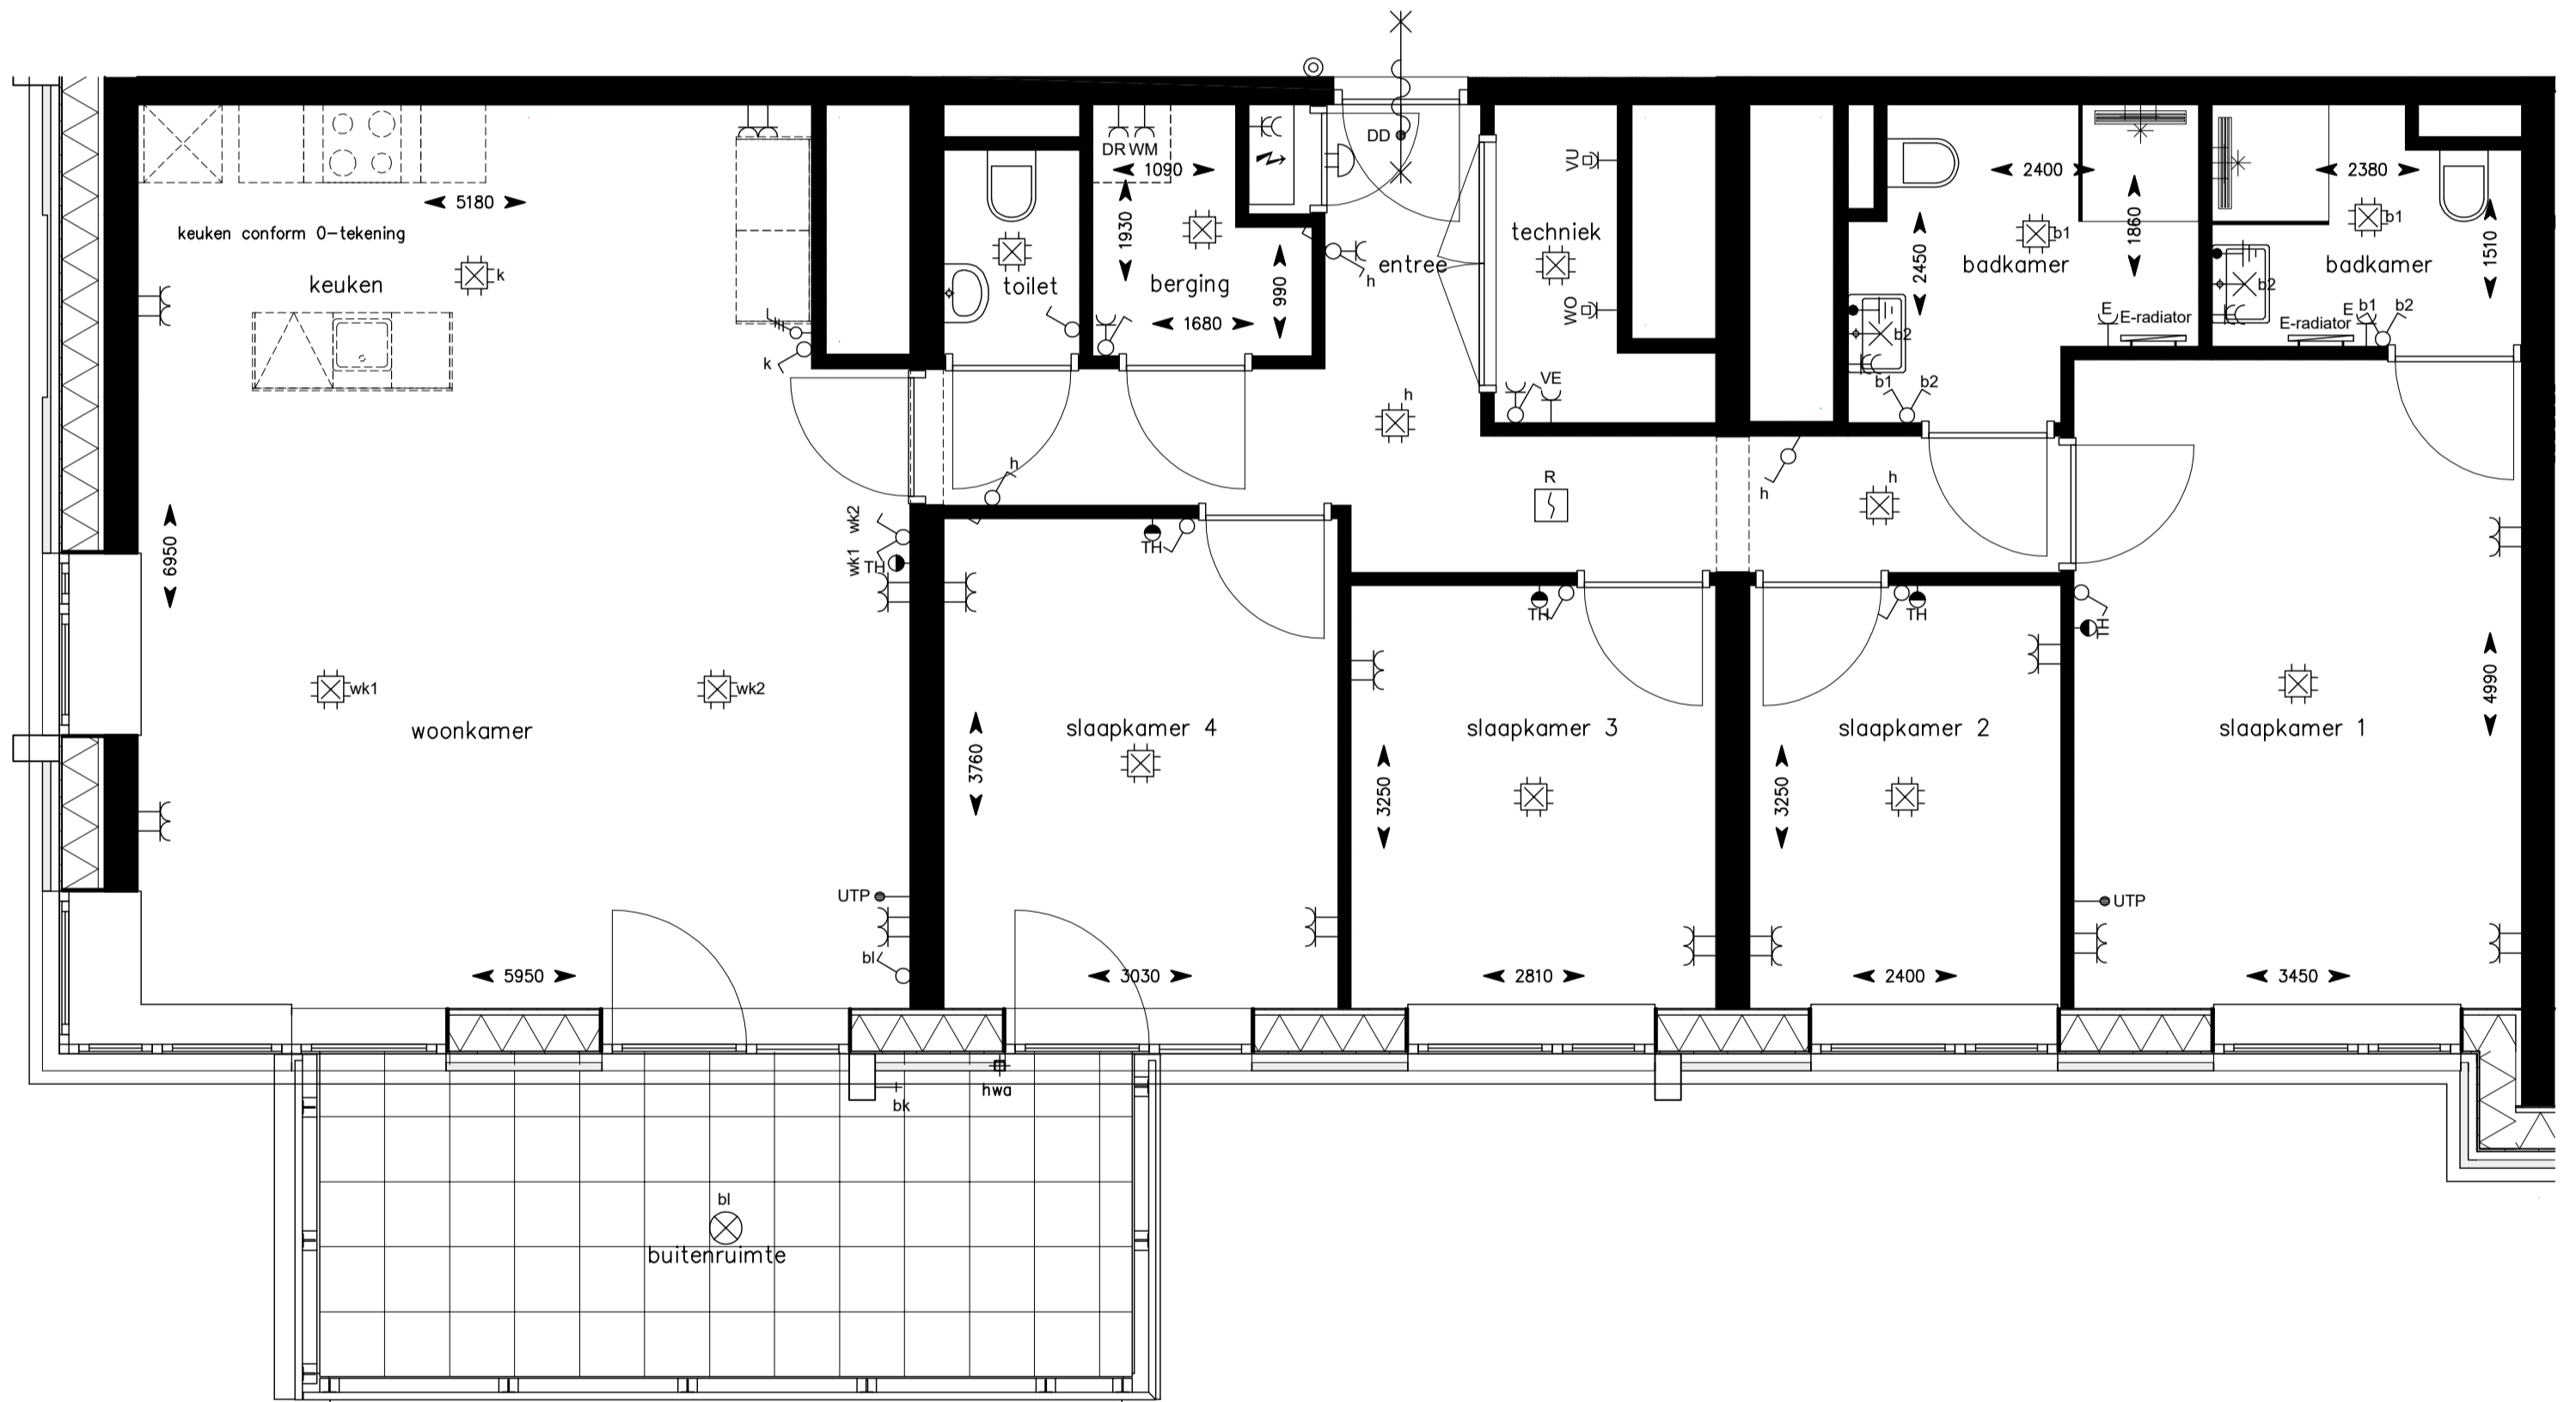 DD
DR WM
1090
VU
2400
2380
5180
1930
1860
keuken conform 0-tekening
techniek
b1
b1
k
keuken
toilet
berging
990
h
entree
2450
badkamer
badkamer
1510
1680
WO
b2
b2
E
E-radiator
E-radiator
E
b1
b2
k
VE
b1
b2
h
h
R
h
h
6950
wk2
wk1
TH
TH
TH
TH
TH
wk1
wk2
woonkamer
slaapkamer 4
slaapkamer 3
slaapkamer 2
slaapkamer 1
3760
3250
3250
4990
UTP
UTP
bl
5950
3030
2810
2400
3450
bk
hwa
bl
buitenruimte